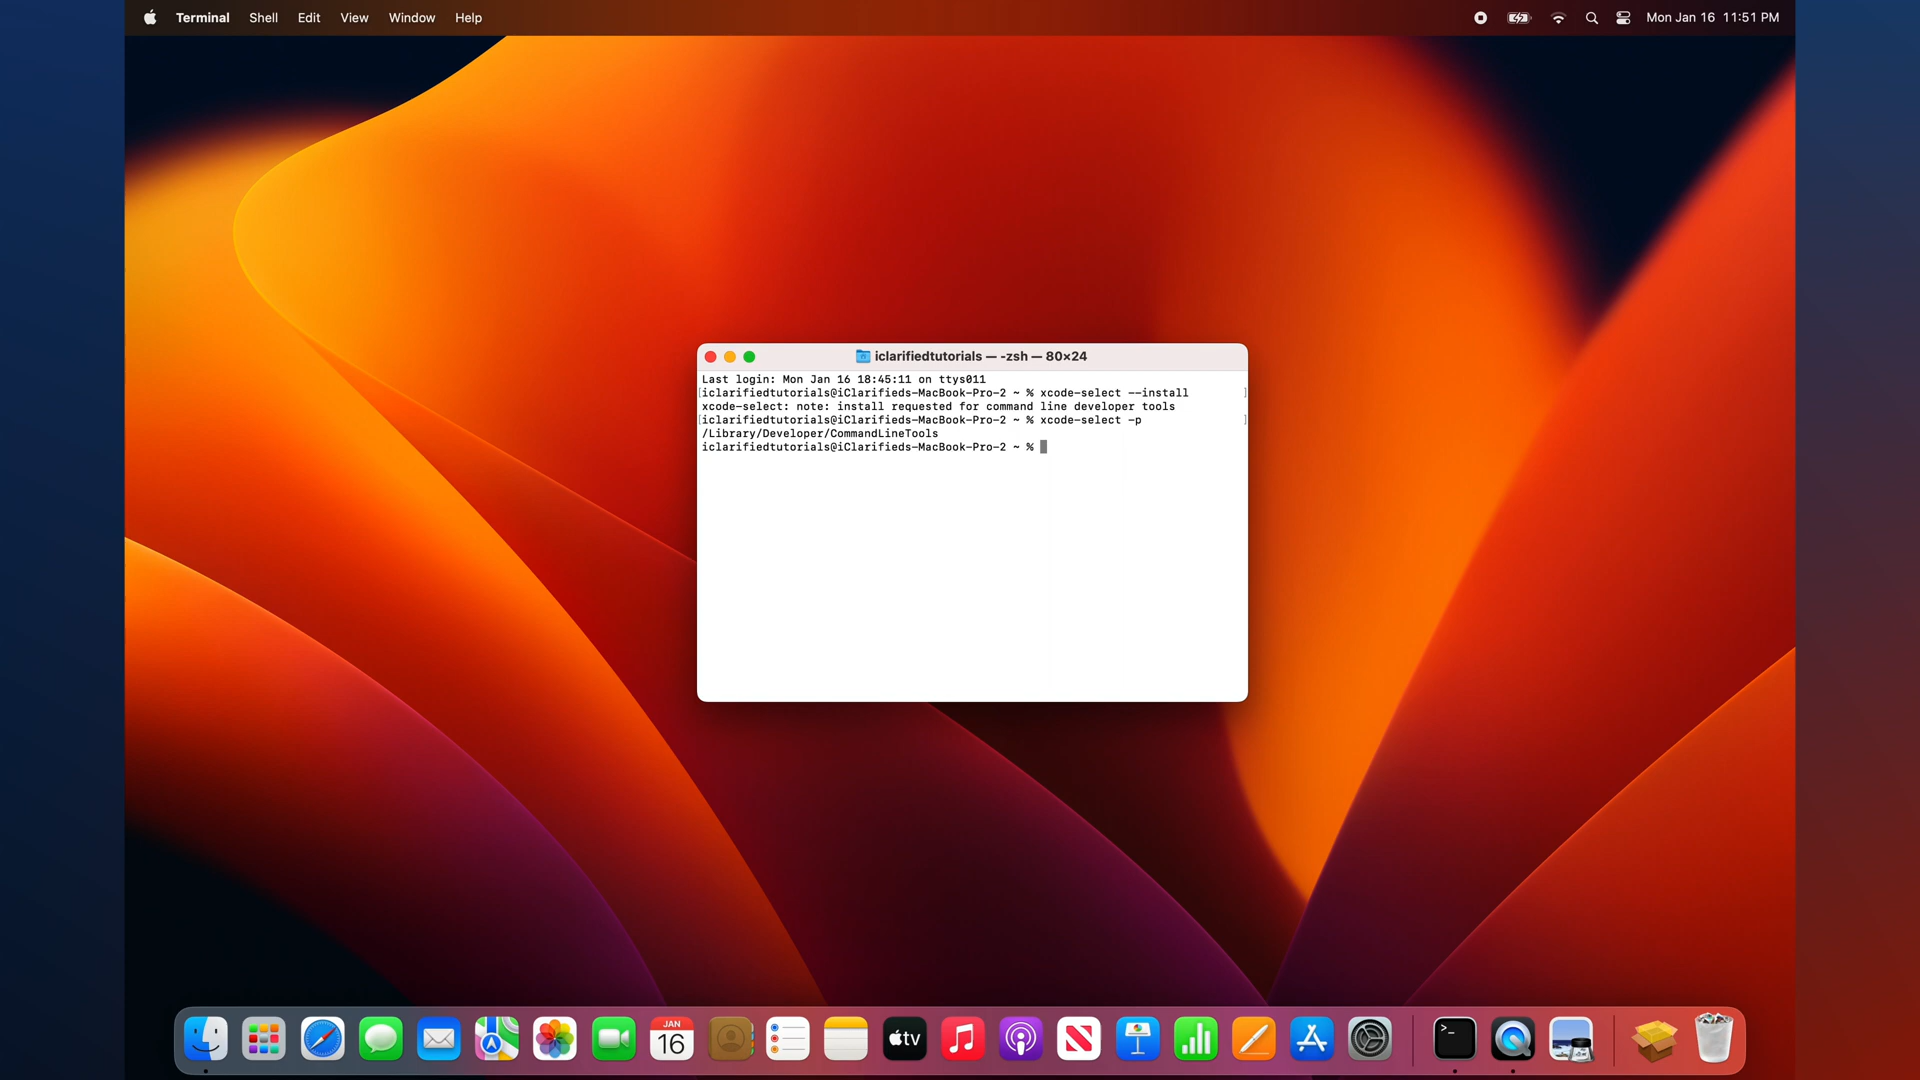 Terminal Shell Edit View Window Help Mon Jan 16 11:51 PM
iclarifiedtutorials — -zsh — 80×24
Last login: Mon Jan 16 18:45:11 on ttys011
[iclarifiedtutorials@iClarifieds-MacBook-Pro-2 ~ % xcode-select --install ]
xcode-select: note: install requested for command line developer tools
[iclarifiedtutorials@iClarifieds-MacBook-Pro-2 ~ % xcode-select -p ]
/Library/Developer/CommandLineTools
iclarifiedtutorials@iClarifieds-MacBook-Pro-2 ~ %
JAN
16
tv
>_